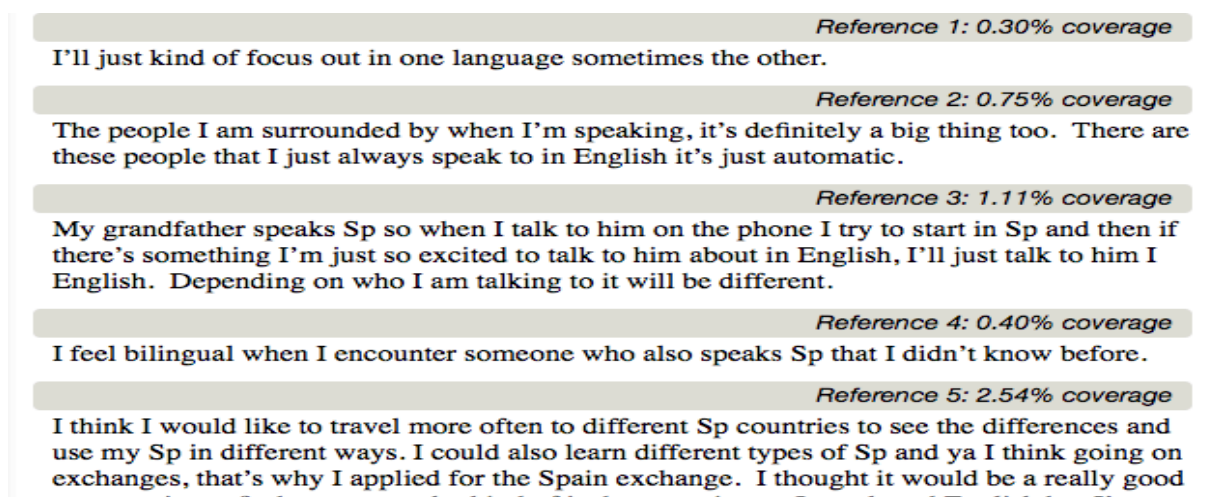 Reference 1: 0.30% coverage
I'll just kind of focus out in one language sometimes the other.
Reference 2: 0.75% coverage
The people I am surrounded by when I'm speaking, it's definitely a big thing too.  There are
these people that I just always speak to in English it's just automatic.
Reference 3: 1.11% coverage
My grandfather speaks Sp so when I talk to him on the phone I try to start in Sp and then if
there's something I'm just so excited to talk to him about in English, I'll just talk to him I
English.  Depending on who I am talking to it will be different.
Reference 4: 0.40% coverage
I feel bilingual when I encounter someone who also speaks Sp that I didn't know before.
Reference 5: 2.54% coverage
I think I would like to travel more often to different Sp countries to see the differences and
use my Sp in different ways. I could also learn different types of Sp and ya I think going on
exchanges, that's why I applied for the Spain exchange.  I thought it would be a really good